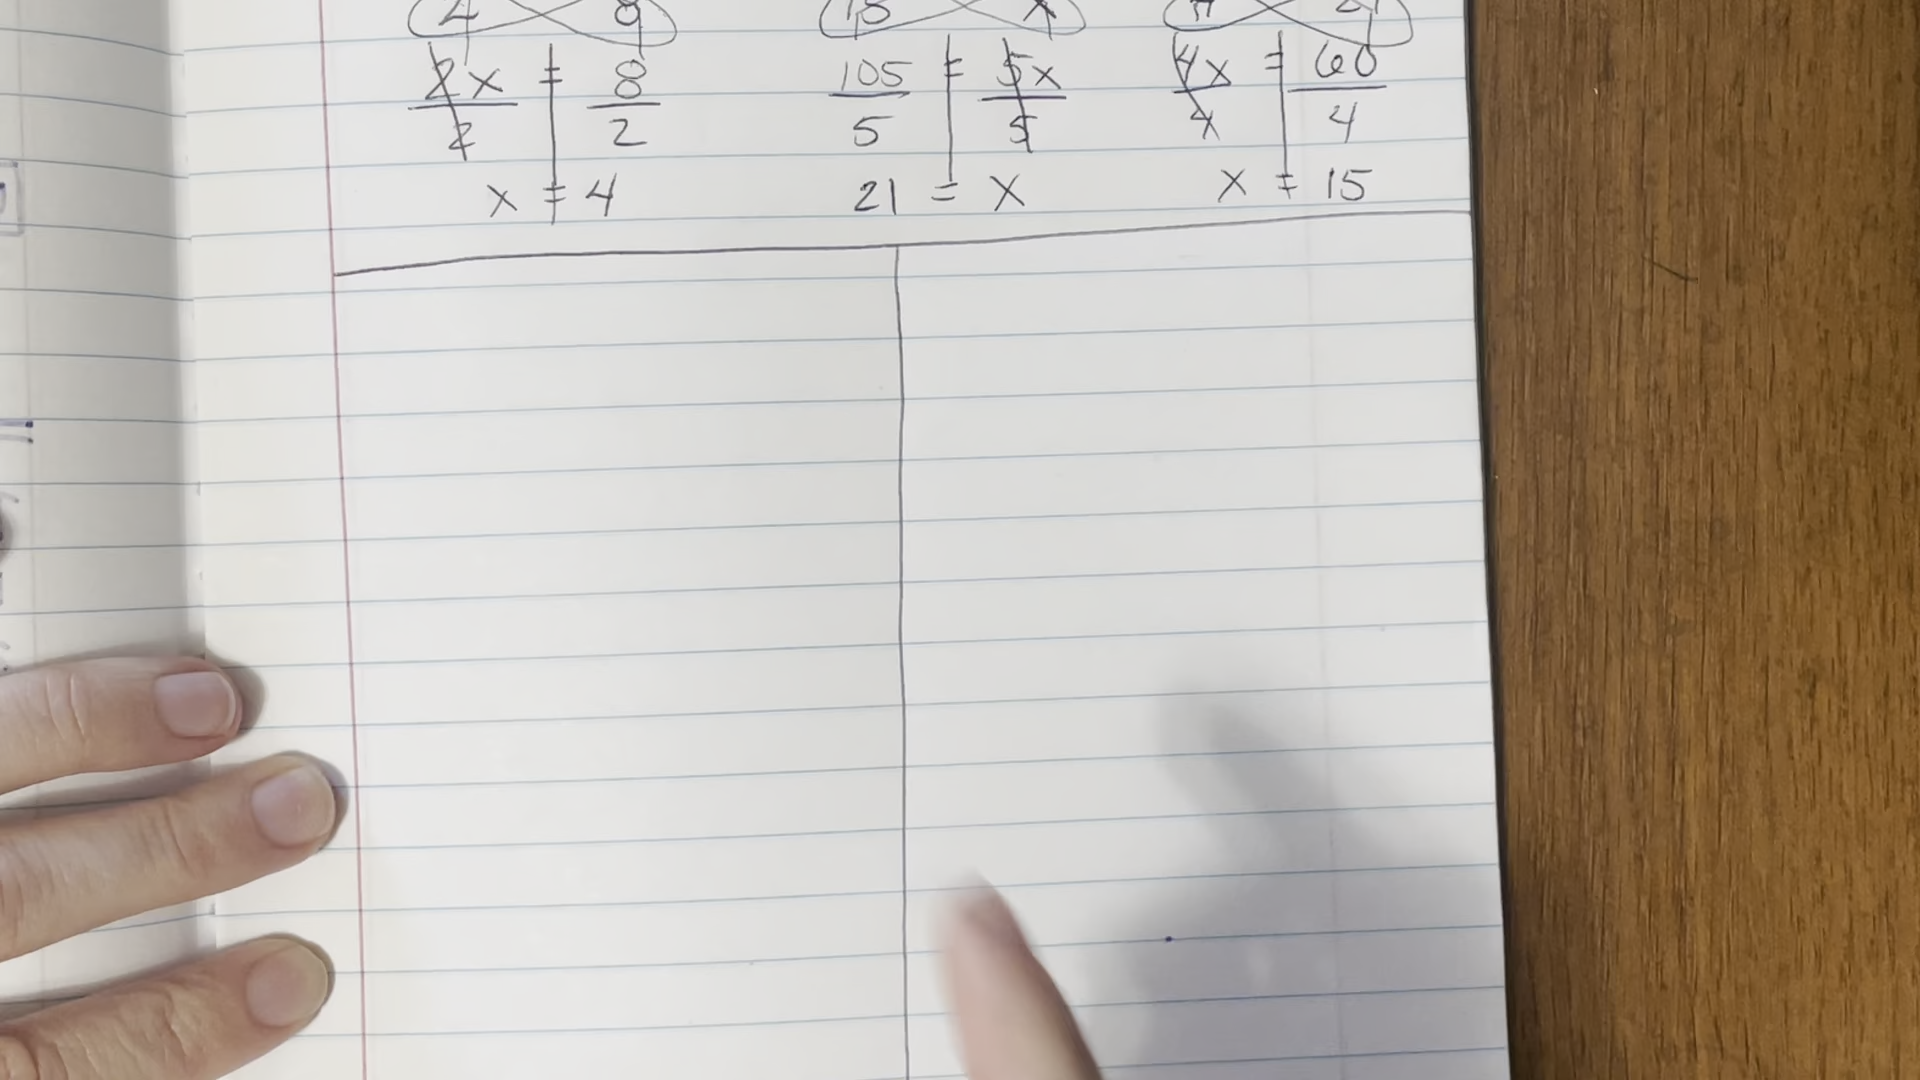 2x = 8 105 = 5x 4x = 60
2 2 5 5 4 4
x = 4 21 = x x = 15